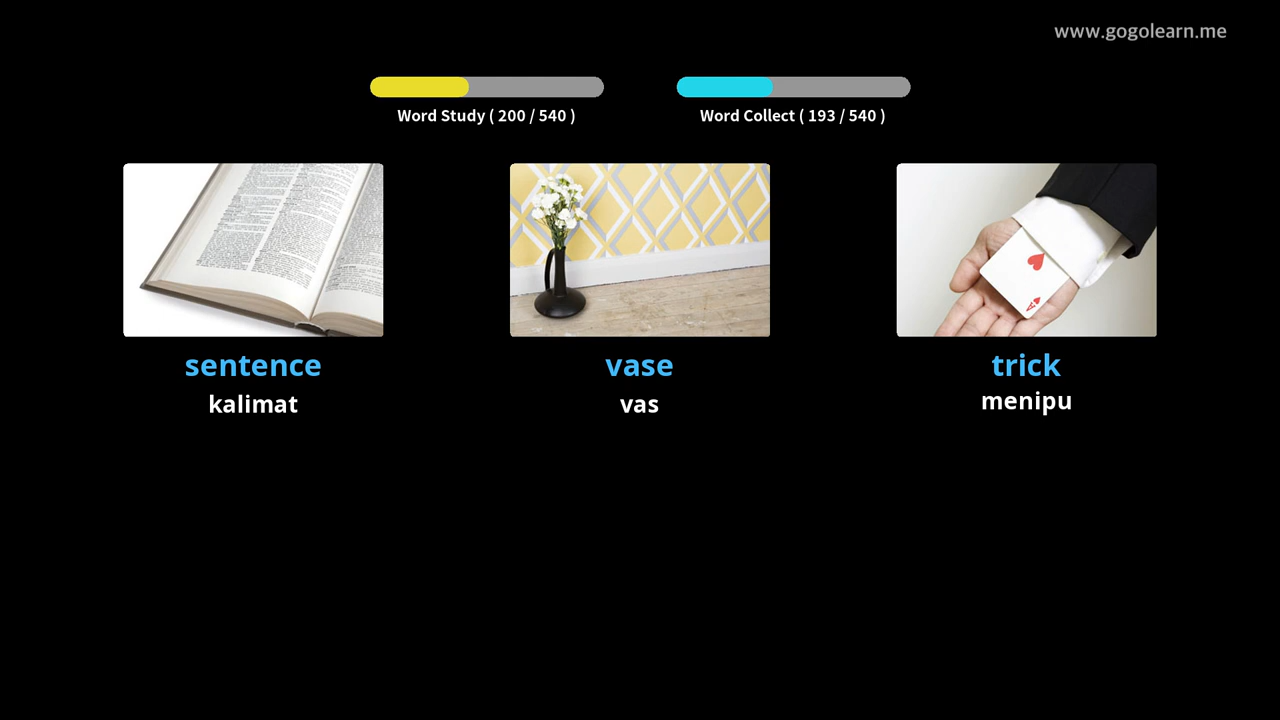 www.gogolearn.me
Word Study ( 200 / 540 )
Word Collect ( 193 / 540 )
sentence
kalimat
vase
vas
trick
menipu